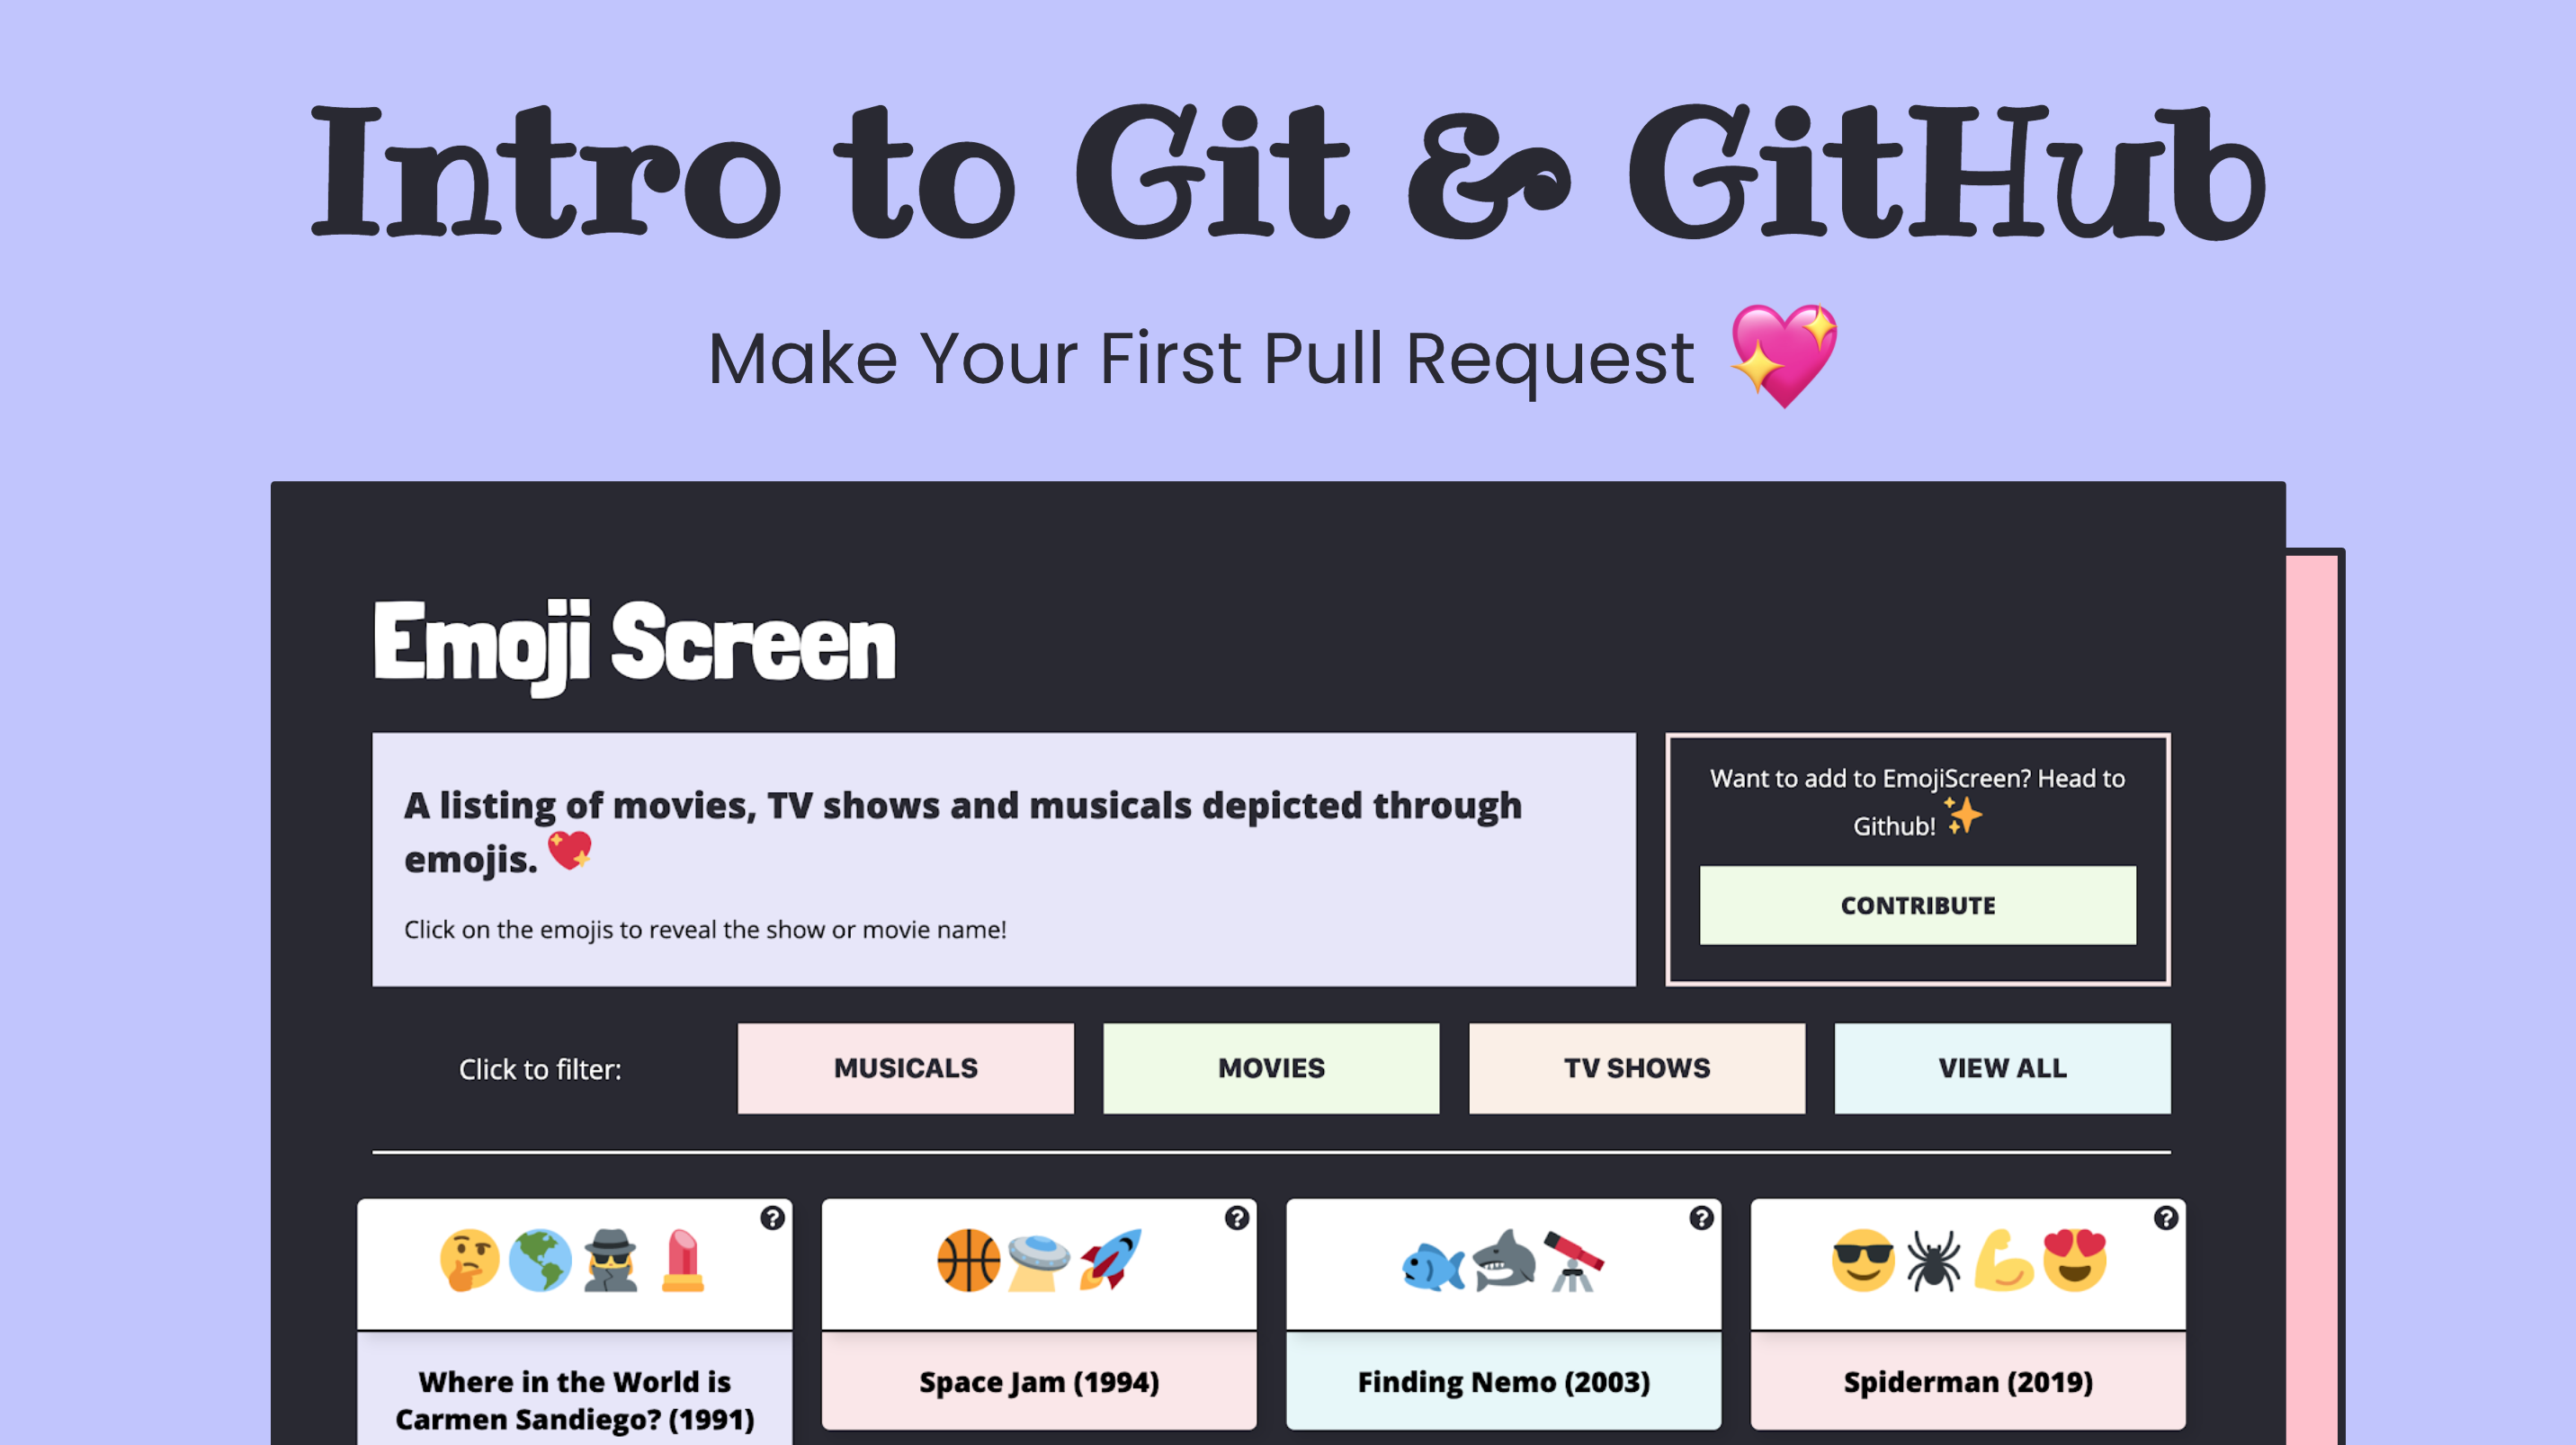 Intro to Git & GitHub
Make Your First Pull Request 💖
Emoji Screen
A listing of movies, TV shows and musicals depicted through
emojis. 💖
Click on the emojis to reveal the show or movie name!
Want to add to EmojiScreen? Head to
Github! ✨
CONTRIBUTE
Click to filter:
MUSICALS
MOVIES
TV SHOWS
VIEW ALL
Where in the World is
Carmen Sandiego? (1991)
Space Jam (1994)
Finding Nemo (2003)
Spiderman (2019)